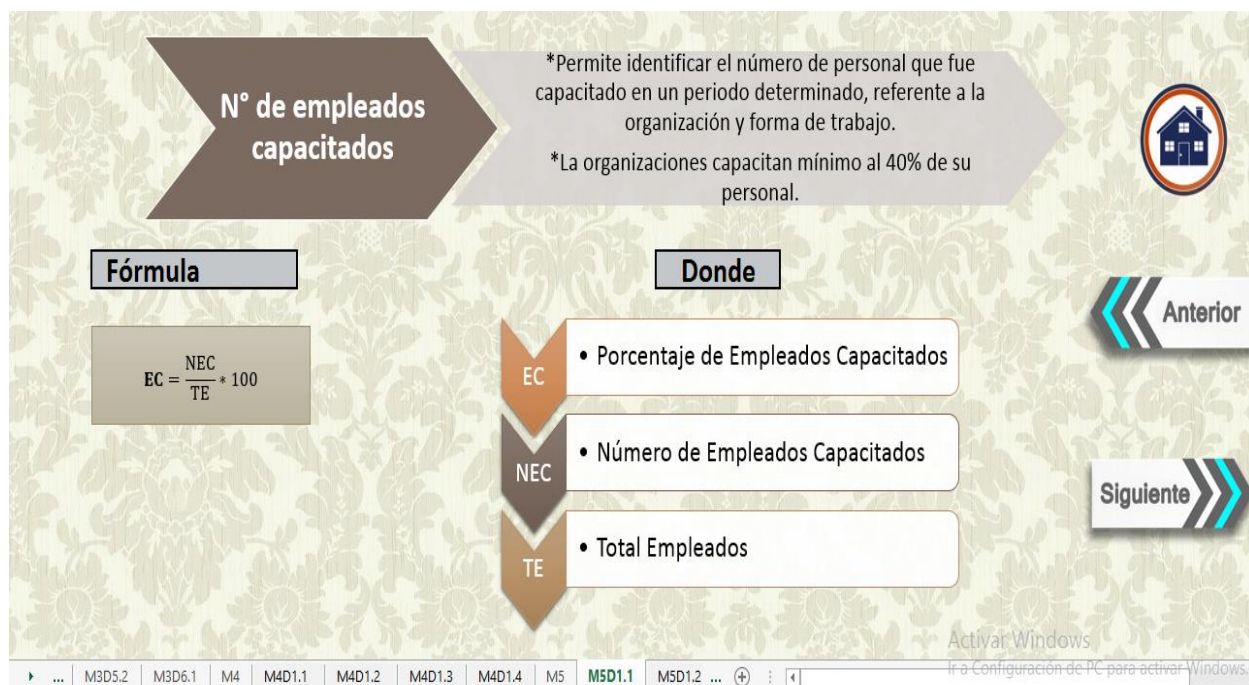 N° de empleados
capacitados
*Permite identificar el número de personal que fue
capacitado en un periodo determinado, referente a la
organización y forma de trabajo.
*La organizaciones capacitan mínimo al 40% de su
personal.
Fórmula
Donde
EC = NEC/TE * 100
EC
• Porcentaje de Empleados Capacitados
NEC
• Número de Empleados Capacitados
TE
• Total Empleados
Anterior
Siguiente
Activar Windows
Ir a Configuración de PC para activar Windows.
... M3D5.2 M3D6.1 M4 M4D1.1 M4D1.2 M4D1.3 M4D1.4 M5 M5D1.1 M5D1.2 ...